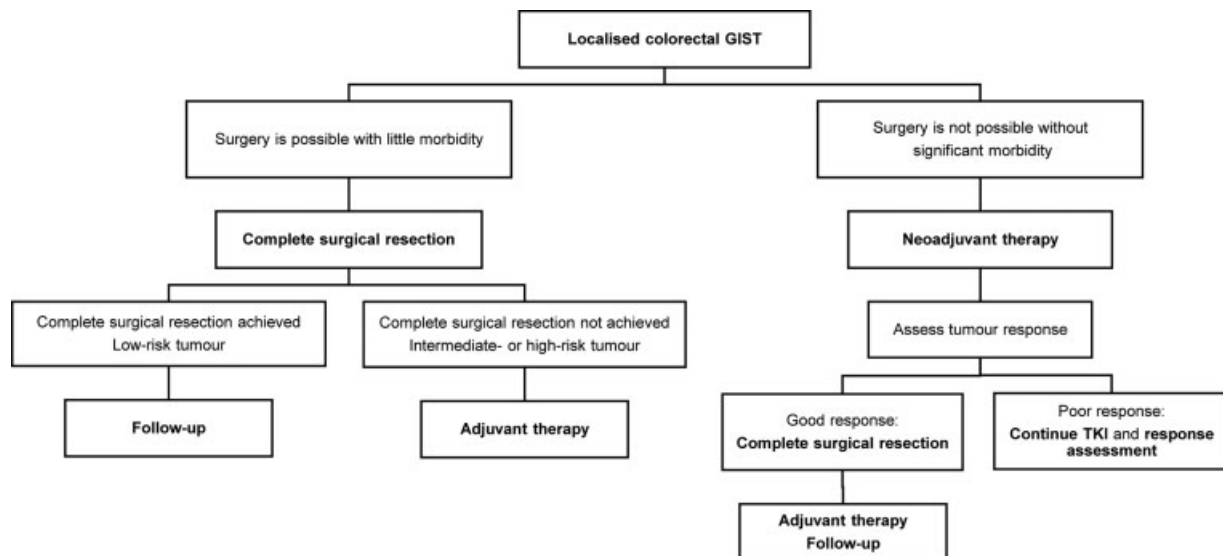 Localised colorectal GIST
Surgery is possible with little morbidity
Surgery is not possible without
significant morbidity
Complete surgical resection
Neoadjuvant therapy
Complete surgical resection achieved
Low-risk tumour
Complete surgical resection not achieved
Intermediate- or high-risk tumour
Assess tumour response
Follow-up
Adjuvant therapy
Good response:
Complete surgical resection
Poor response:
Continue TKI and response
assessment
Adjuvant therapy
Follow-up